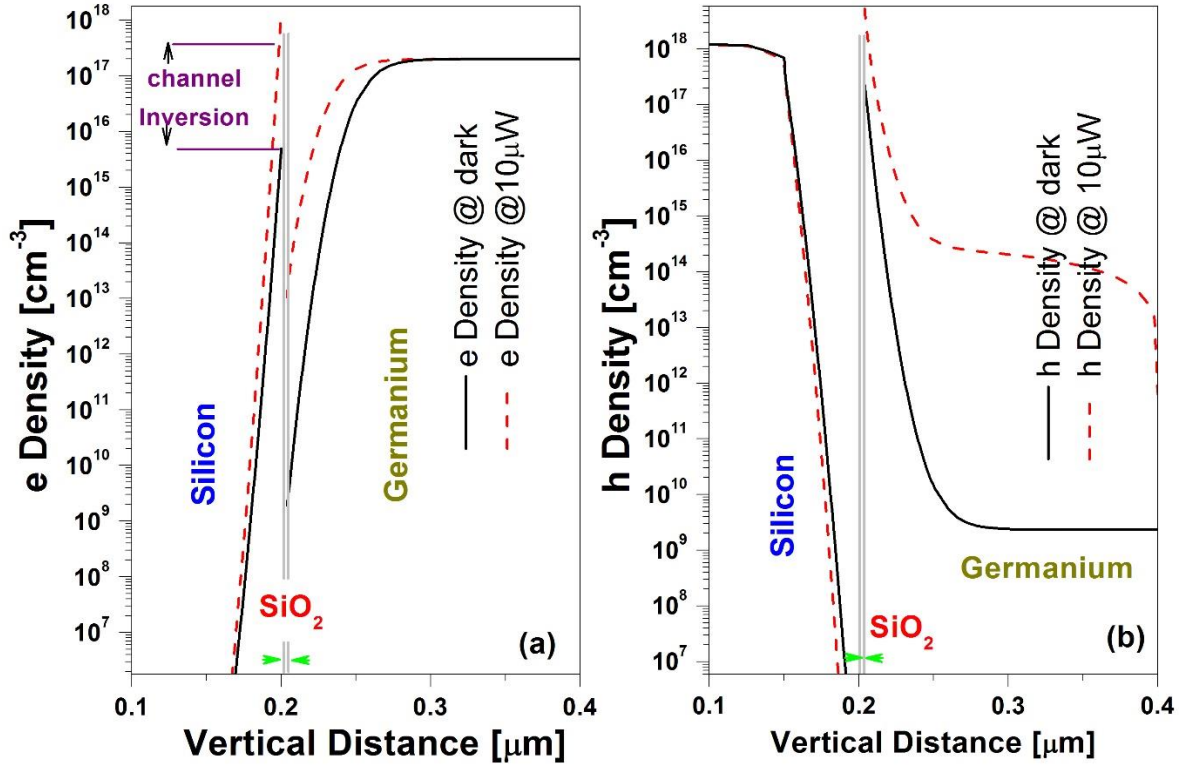 10^18
10^17
10^16
10^15
10^14
10^13
10^12
10^11
10^10
10^9
10^8
10^7
e Density [cm^-3]
channel
Inversion
Silicon
SiO2
Germanium
e Density @ dark
e Density @10μW
(a)
0.1 0.2 0.3 0.4
Vertical Distance [μm]
10^18
10^17
10^16
10^15
10^14
10^13
10^12
10^11
10^10
10^9
10^8
10^7
h Density [cm^-3]
Silicon
SiO2
Germanium
h Density @ dark
h Density @ 10μW
(b)
0.1 0.2 0.3 0.4
Vertical Distance [μm]